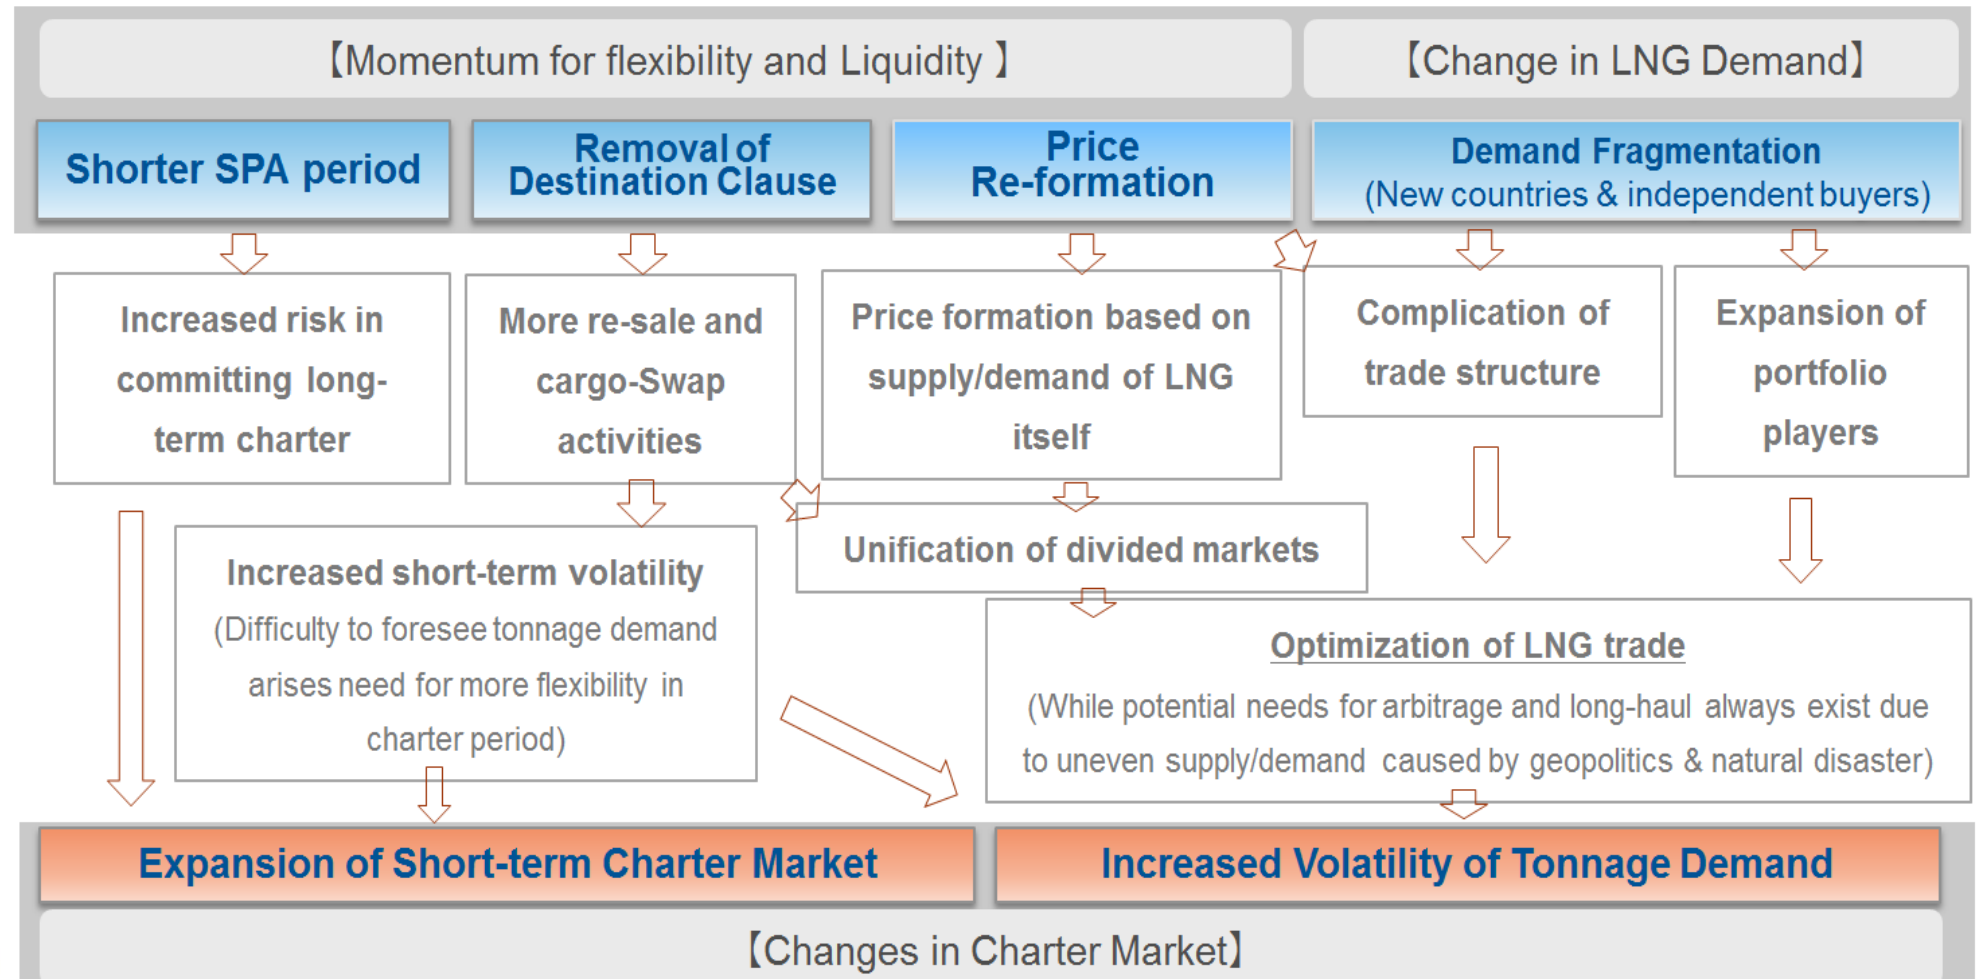 【Momentum for flexibility and Liquidity 】
【Change in LNG Demand】
Shorter SPA period
Removal of
Destination Clause
Price
Re-formation
Demand Fragmentation
(New countries & independent buyers)
Increased risk in
committing long-
term charter
More re-sale and
cargo-Swap
activities
Price formation based on
supply/demand of LNG
itself
Complication of
trade structure
Expansion of
portfolio
players
Increased short-term volatility
(Difficulty to foresee tonnage demand
arises need for more flexibility in
charter period)
Unification of divided markets
Optimization of LNG trade
(While potential needs for arbitrage and long-haul always exist due
to uneven supply/demand caused by geopolitics & natural disaster)
Expansion of Short-term Charter Market
Increased Volatility of Tonnage Demand
【Changes in Charter Market】